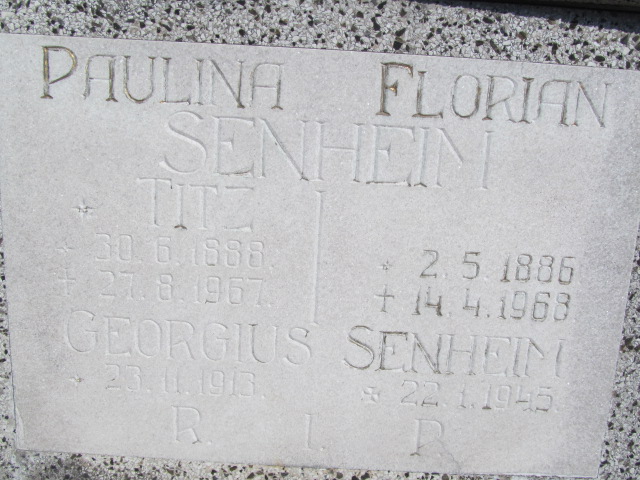 PAULINA FLORIAN
SENHEIM
* TITZ
* 30.6.1888. * 2.5.1886
† 27.8.1967. † 14.4.1968
GEORGIUS SENHEIM
* 23.11.1913. * 22.1.1945.
R. I. P.